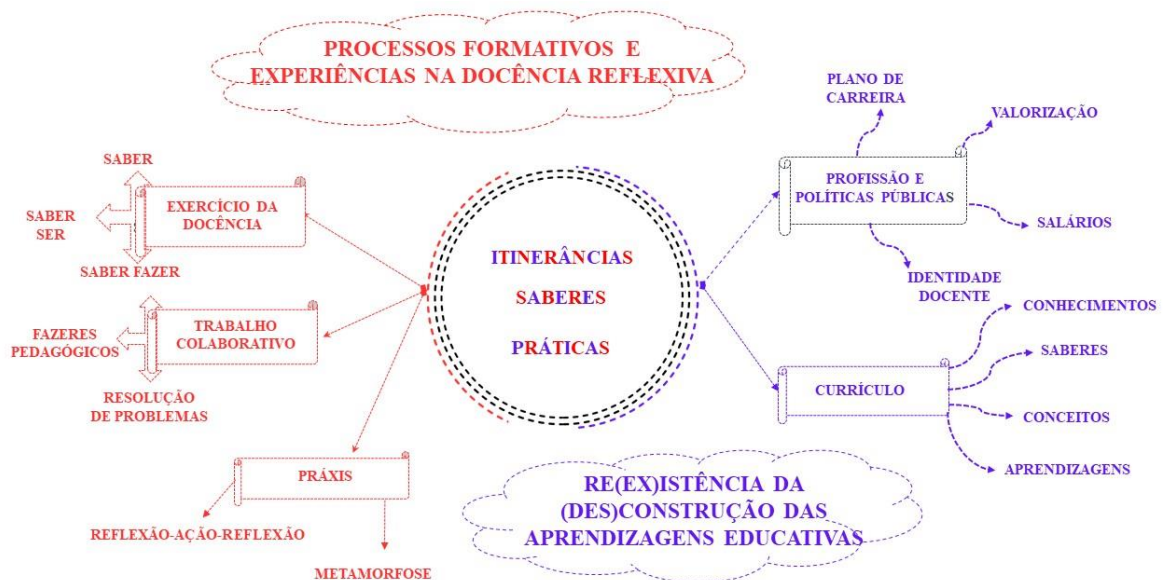 PROCESSOS FORMATIVOS E
EXPERIÊNCIAS NA DOCÊNCIA REFLEXIVA
SABER
EXERCÍCIO DA
DOCÊNCIA
SABER
SER
SABER FAZER
FAZERES
PEDAGÓGICOS
TRABALHO
COLABORATIVO
RESOLUÇÃO
DE PROBLEMAS
PRÁXIS
REFLEXÃO-AÇÃO-REFLEXÃO
METAMORFOSE
ITINERÂNCIAS
SABERES
PRÁTICAS
PLANO DE
CARREIRA
VALORIZAÇÃO
PROFISSÃO E
POLÍTICAS PÚBLICAS
SALÁRIOS
IDENTIDADE
DOCENTE
CONHECIMENTOS
SABERES
CURRÍCULO
CONCEITOS
APRENDIZAGENS
RE(EX)ISTÊNCIA DA
(DES)CONSTRUÇÃO DAS
APRENDIZAGENS EDUCATIVAS